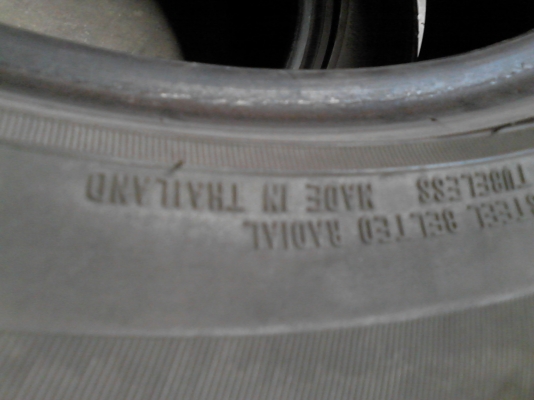 STEEL BELTED RADIAL
TUBELESS MADE IN THAILAND